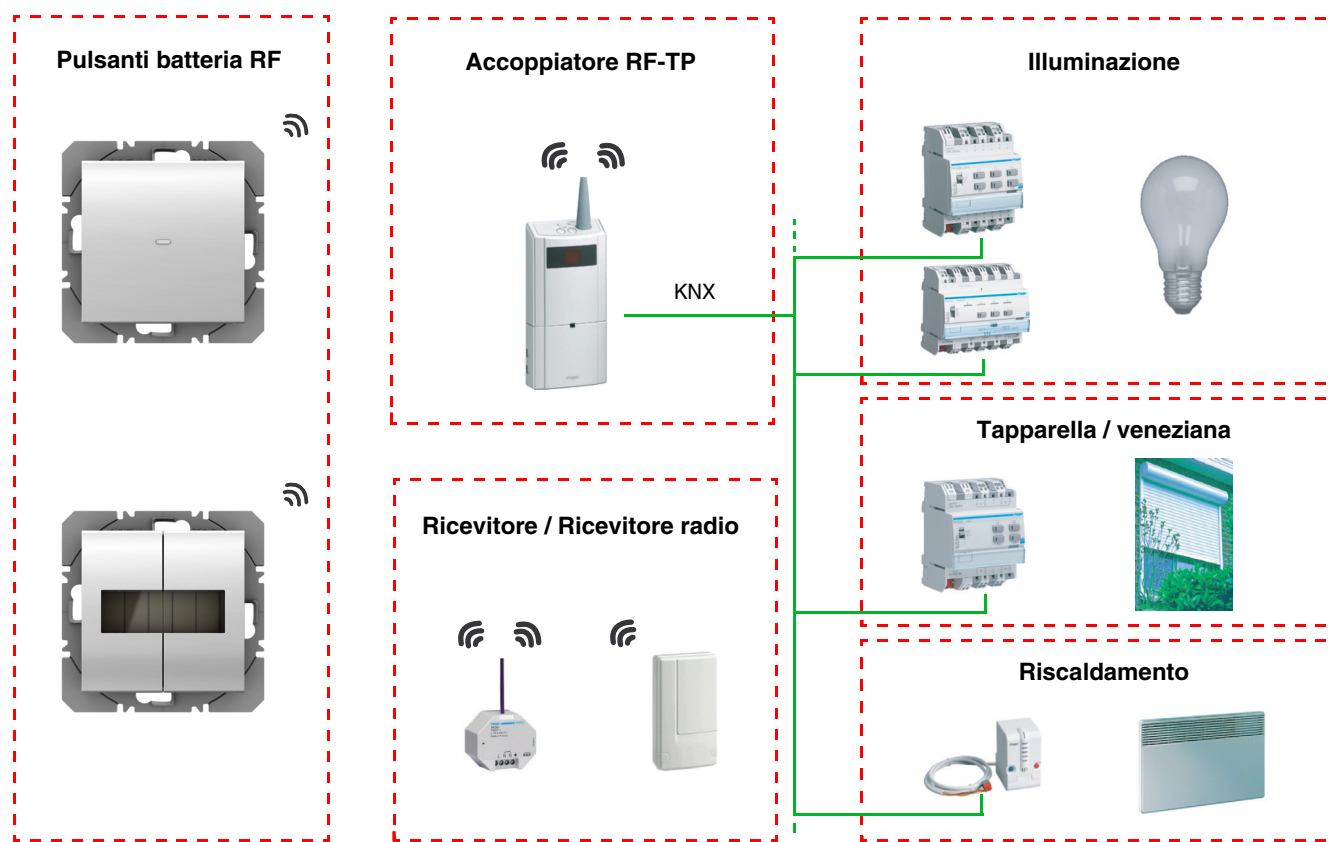 Pulsanti batteria RF
Accoppiatore RF-TP
Illuminazione
KNX
Tapparella / veneziana
Ricevitore / Ricevitore radio
Riscaldamento